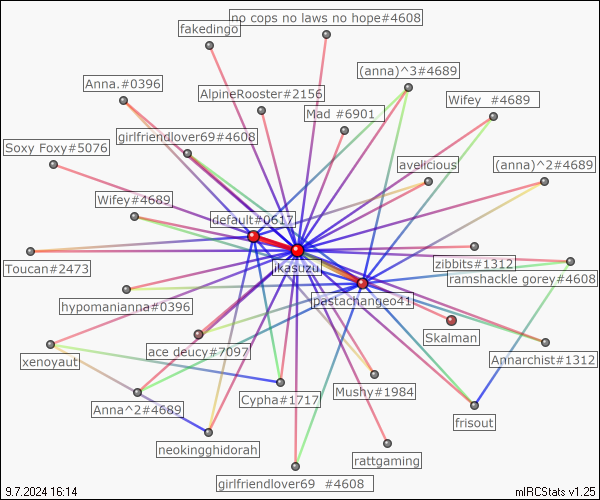 no cops no laws no hope#4608
fakedingo
(anna)^3#4689
Anna.#0396
AlpineRooster#2156
Wifey #4689
Mad #6901
girlfriendlover69#4608
Soxy Foxy#5076
avelicious
(anna)^2#4689
Wifey#4689
default#0617
Toucan#2473
ikasuzu
zibbits#1312
ramshackle gorey#4608
hypomanianna#0396
pastachangeo41
Skalman
xenoyaut
ace deucy#7097
Annarchist#1312
Mushy#1984
Cypha#1717
Anna^2#4689
frisout
neokingghidorah
rattgaming
girlfriendlover69 #4608
9.7.2024 16:14
mIRCStats v1.25